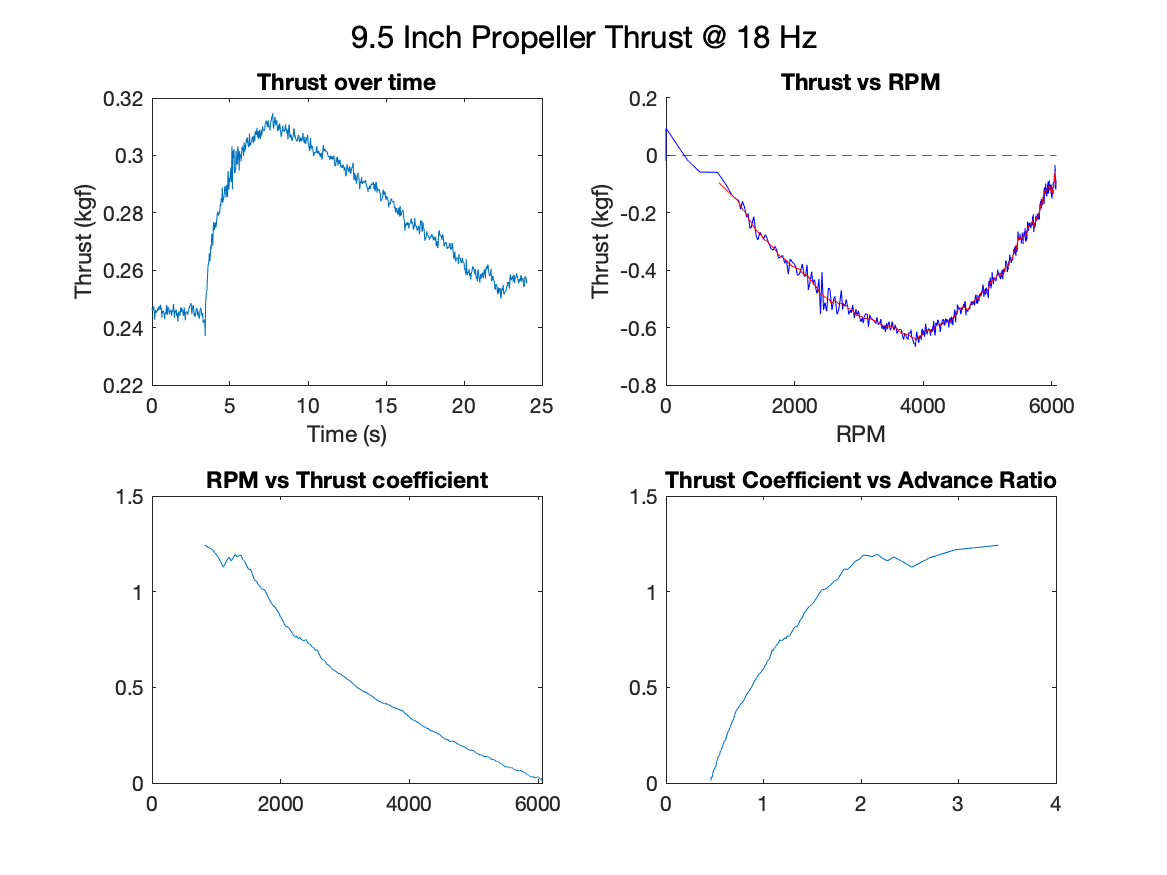 9.5 Inch Propeller Thrust @ 18 Hz
Thrust over time
0.32
0.3
0.28
0.26
0.24
0.22
Thrust (kgf)
0 5 10 15 20 25
Time (s)
Thrust vs RPM
0.2
0
-0.2
-0.4
-0.6
-0.8
Thrust (kgf)
0 2000 4000 6000
RPM
RPM vs Thrust coefficient
1.5
1
0.5
0
0 2000 4000 6000
Thrust Coefficient vs Advance Ratio
1.5
1
0.5
0
0 1 2 3 4